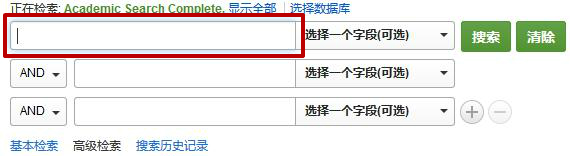 正在检索: Academic Search Complete, 显示全部 | 选择数据库
选择一个字段(可选) 搜索 清除
AND 选择一个字段(可选)
AND 选择一个字段(可选)
基本检索 高级检索 搜索历史记录